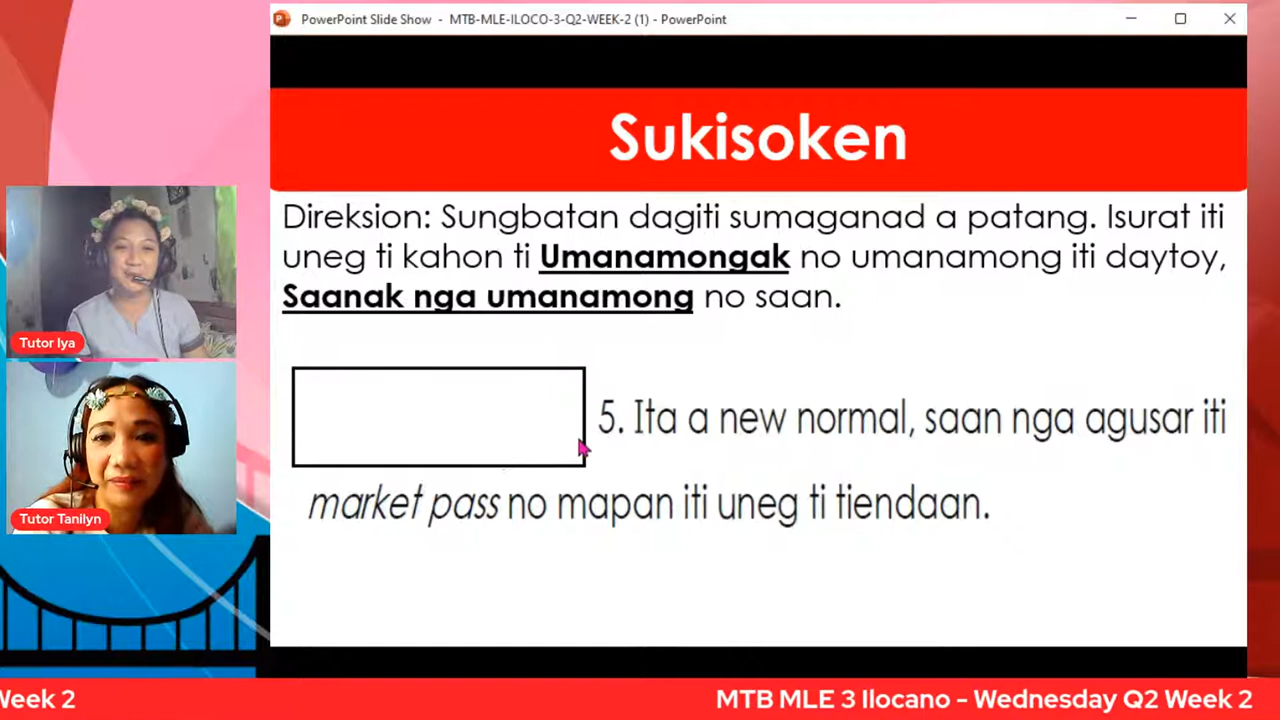 PowerPoint Slide Show - MTB-MLE-ILOCO-3-Q2-WEEK-2 (1) - PowerPoint
Sukisoken
Direksion: Sungbatan dagiti sumaganad a patang. Isurat iti
uneg ti kahon ti Umanamongak no umanamong iti daytoy,
Saanak nga umanamong no saan.
5. Ita a new normal, saan nga agusar iti
market pass no mapan iti uneg ti tiendaan.
Tutor Iya
Tutor Tanilyn
Week 2
MTB MLE 3 Ilocano - Wednesday Q2 Week 2